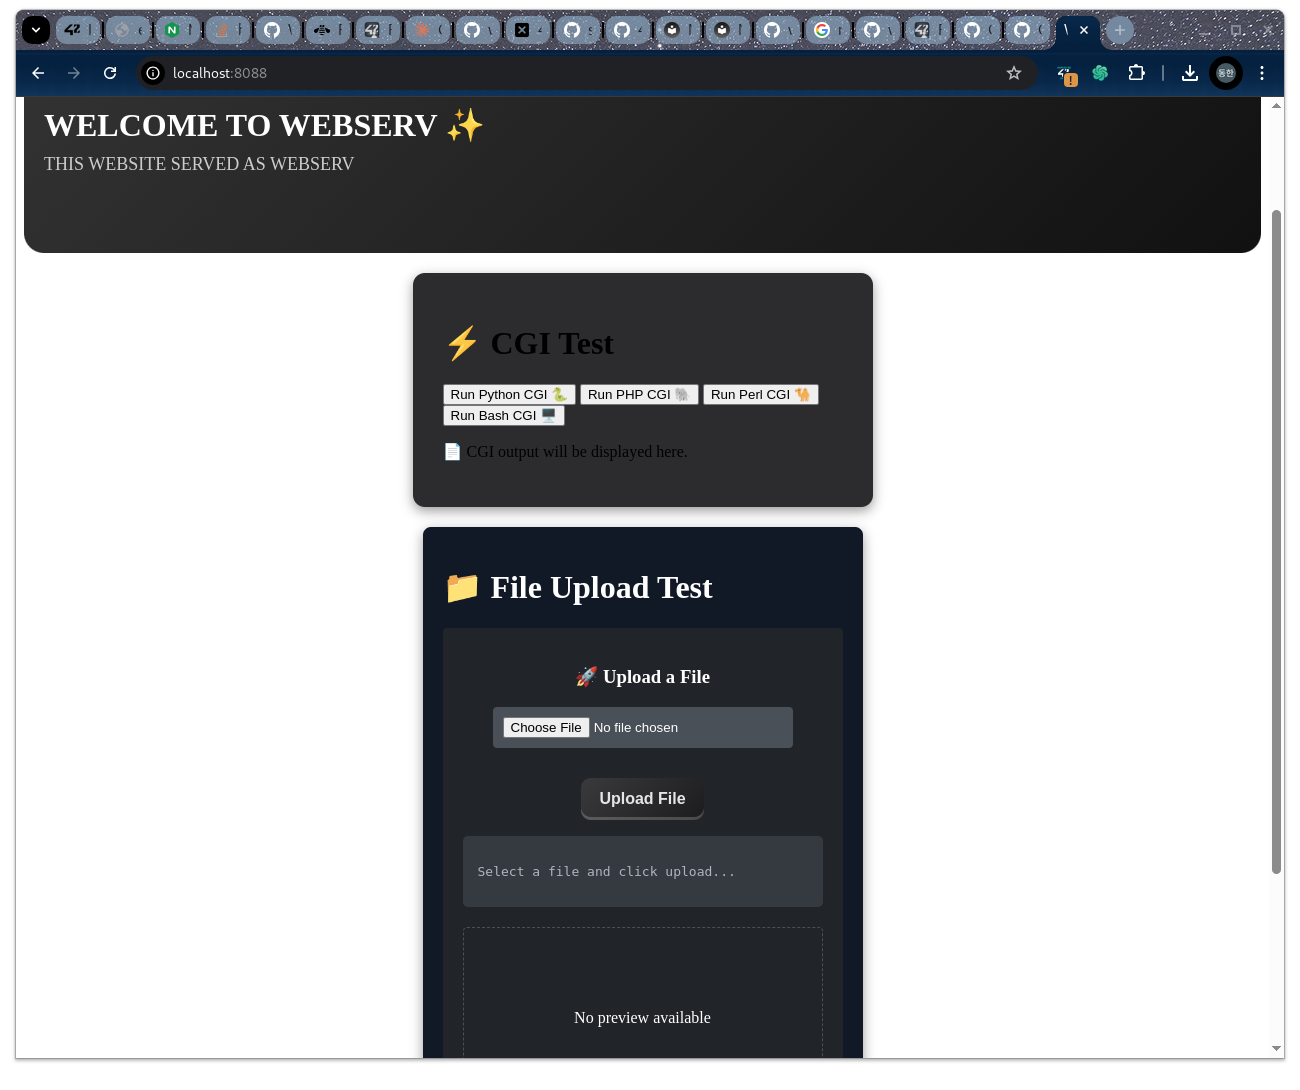 localhost:8088
동한
WELCOME TO WEBSERV ✨
THIS WEBSITE SERVED AS WEBSERV
⚡ CGI Test
Run Python CGI 🐍 Run PHP CGI 🐘 Run Perl CGI 🐪
Run Bash CGI 🖥️
📄 CGI output will be displayed here.
📁 File Upload Test
🚀 Upload a File
Choose File No file chosen
Upload File
Select a file and click upload...
No preview available